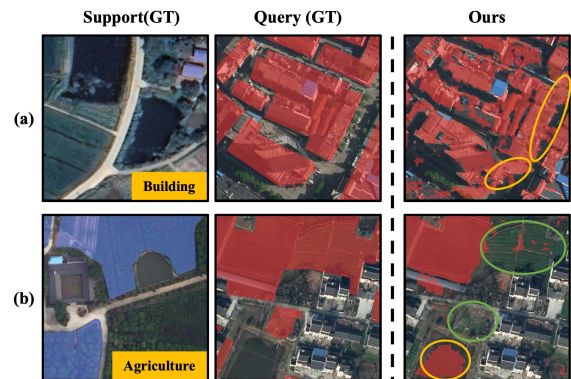 Support(GT) Query (GT) Ours
(a)
Building
(b)
Agriculture